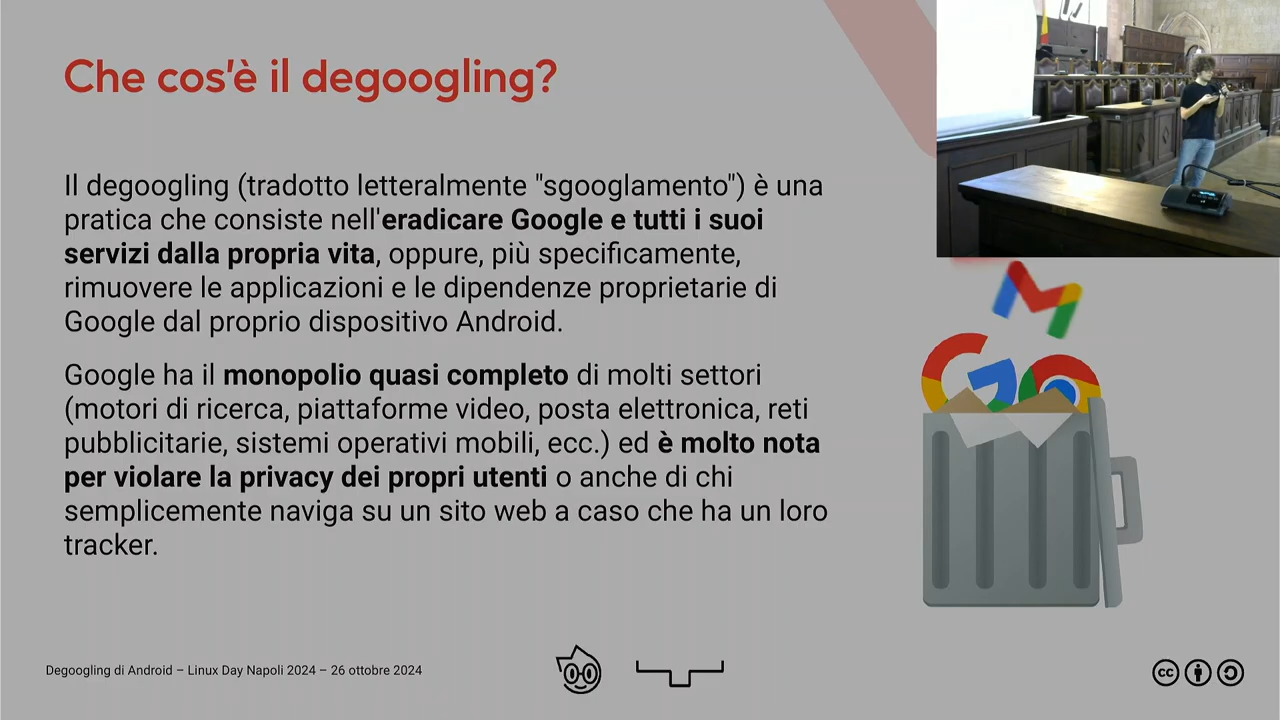 Che cos'è il degoogling?
Il degoogling (tradotto letteralmente "sgooglamento") è una
pratica che consiste nell'eradicare Google e tutti i suoi
servizi dalla propria vita, oppure, più specificamente,
rimuovere le applicazioni e le dipendenze proprietarie di
Google dal proprio dispositivo Android.
Google ha il monopolio quasi completo di molti settori
(motori di ricerca, piattaforme video, posta elettronica, reti
pubblicitarie, sistemi operativi mobili, ecc.) ed è molto nota
per violare la privacy dei propri utenti o anche di chi
semplicemente naviga su un sito web a caso che ha un loro
tracker.
Degoogling di Android – Linux Day Napoli 2024 – 26 ottobre 2024
cc